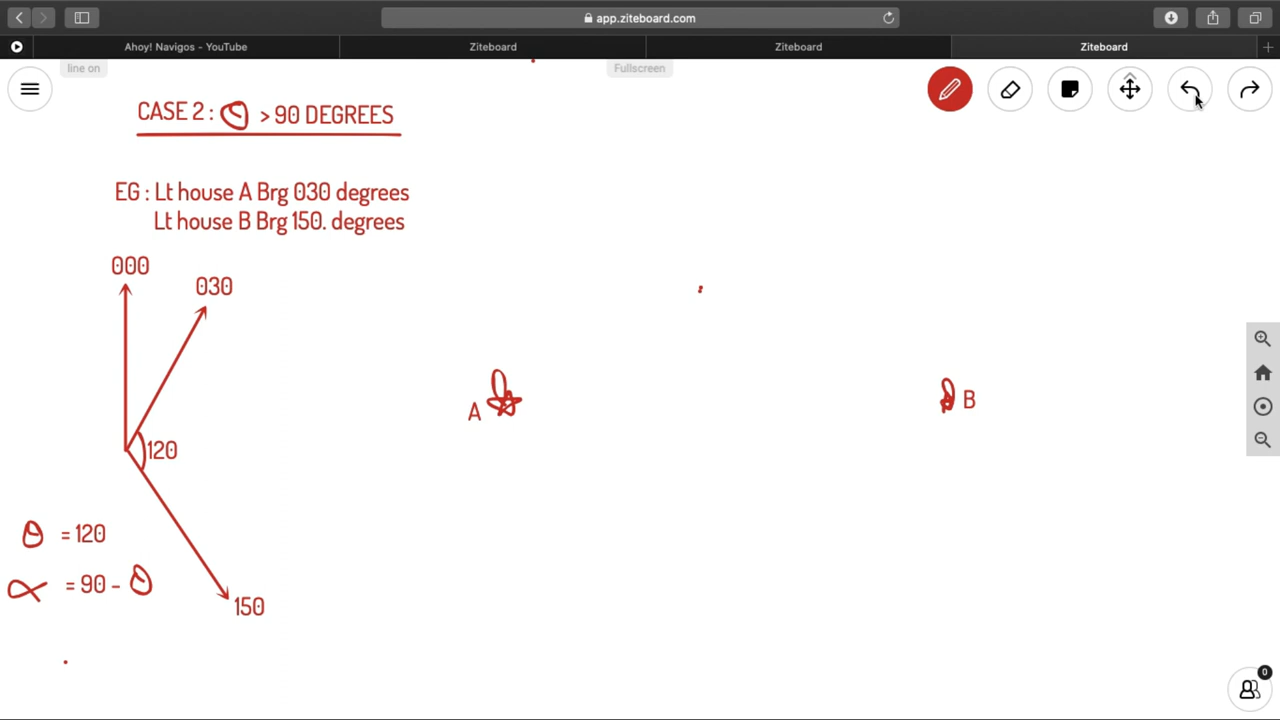 app.ziteboard.com
Ahoy! Navigos - YouTube
Ziteboard
Ziteboard
Ziteboard
line on
Fullscreen
CASE 2 : θ > 90 DEGREES
EG : Lt house A Brg 030 degrees
Lt house B Brg 150. degrees
000
030
A
B
120
θ = 120
α = 90 - θ
150
0